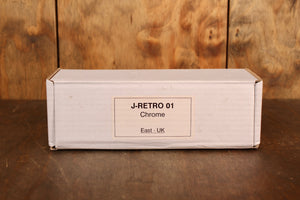 J-RETRO 01
Chrome
East · UK